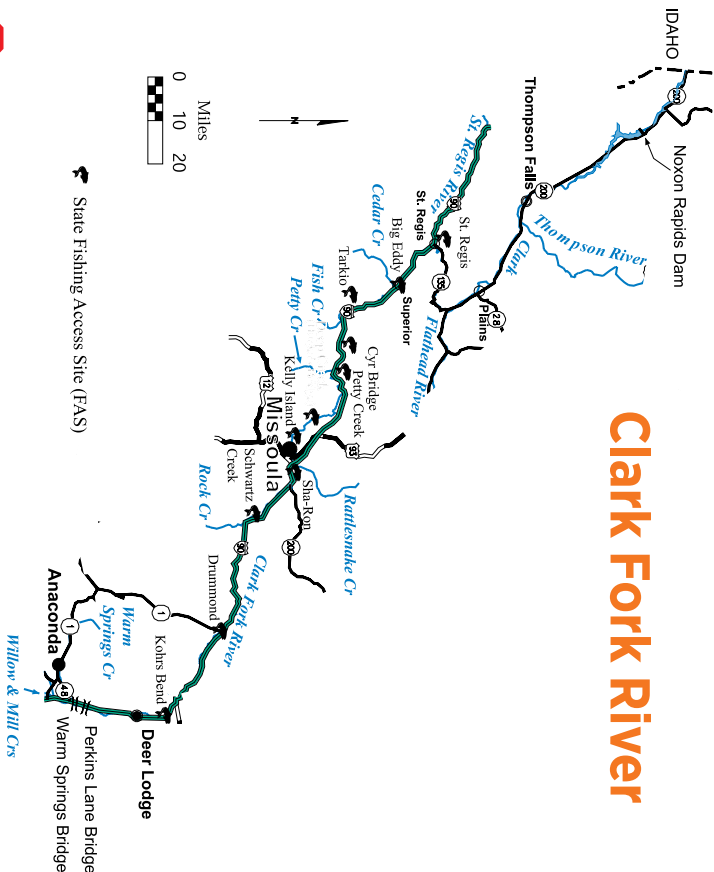 Clark Fork River
IDAHO
200
Noxon Rapids Dam
Thompson Falls
200
Thompson River
Clark
Plains
28
135
Flathead River
St. Regis River
90
St. Regis
St. Regis
Cedar Cr
Big Eddy
Superior
Tarkio
90
Fish Cr
Petty Cr
Cyr Bridge
Petty Creek
Kelly Island
93
12
Missoula
Sha-Ron
Rattlesnake Cr
200
Schwartz
Creek
Rock Cr
90
Clark Fork River
Drummond
1
Kohrs Bend
Warm
Springs Cr
1
Anaconda
48
Deer Lodge
Perkins Lane Bridge
Warm Springs Bridge
Willow & Mill Crs
0 10 20
Miles
N
State Fishing Access Site (FAS)